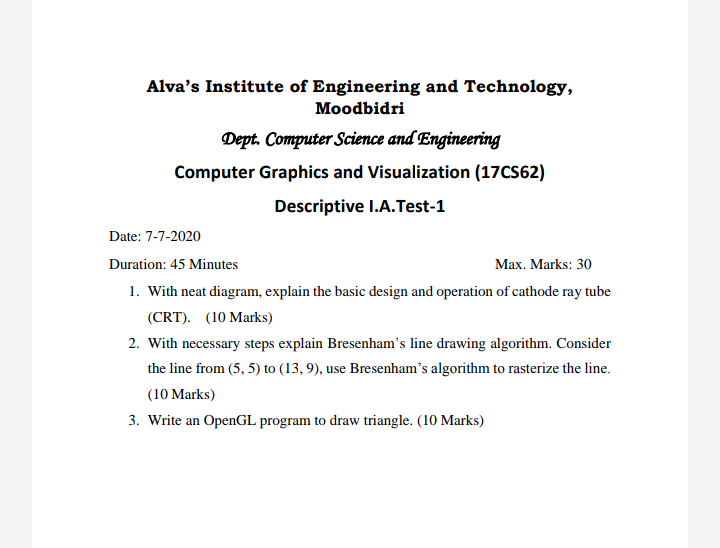 Alva’s Institute of Engineering and Technology,
Moodbidri
Dept. Computer Science and Engineering
Computer Graphics and Visualization (17CS62)
Descriptive I.A.Test-1
Date: 7-7-2020
Duration: 45 Minutes Max. Marks: 30
1. With neat diagram, explain the basic design and operation of cathode ray tube
(CRT). (10 Marks)
2. With necessary steps explain Bresenham’s line drawing algorithm. Consider
the line from (5, 5) to (13, 9), use Bresenham’s algorithm to rasterize the line.
(10 Marks)
3. Write an OpenGL program to draw triangle. (10 Marks)